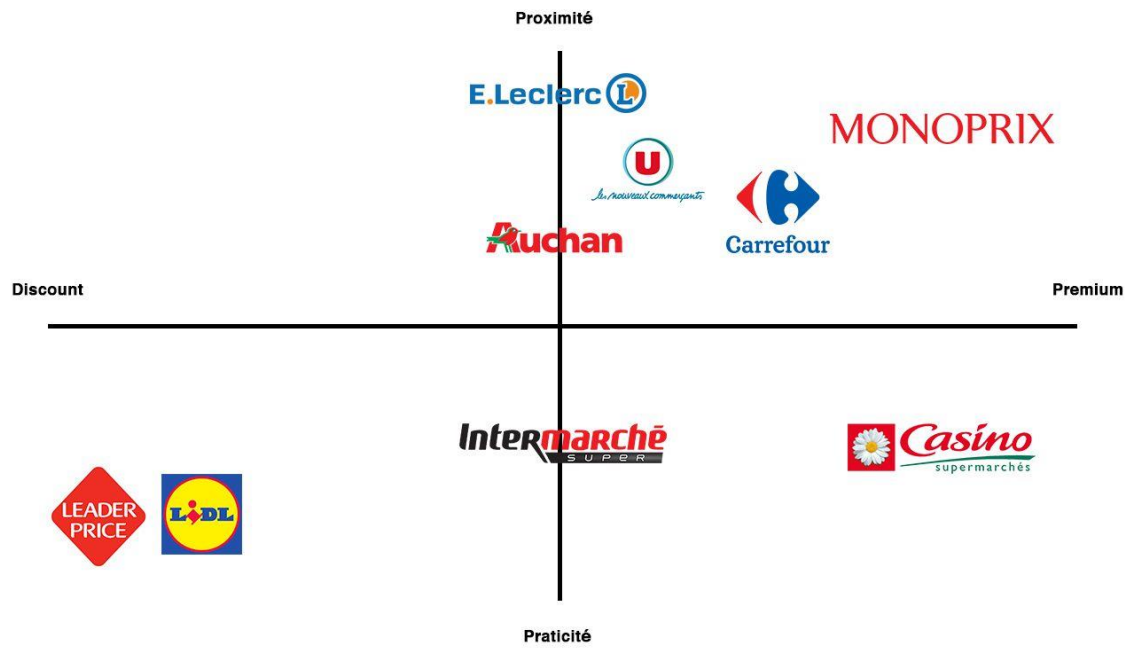 Proximité
E.Leclerc L
MONOPRIX
U
les nouveaux commerçants
Auchan
Carrefour
Discount
Premium
Intermarché
SUPER
Casino
supermarchés
LEADER
PRICE
LiDL
Praticité